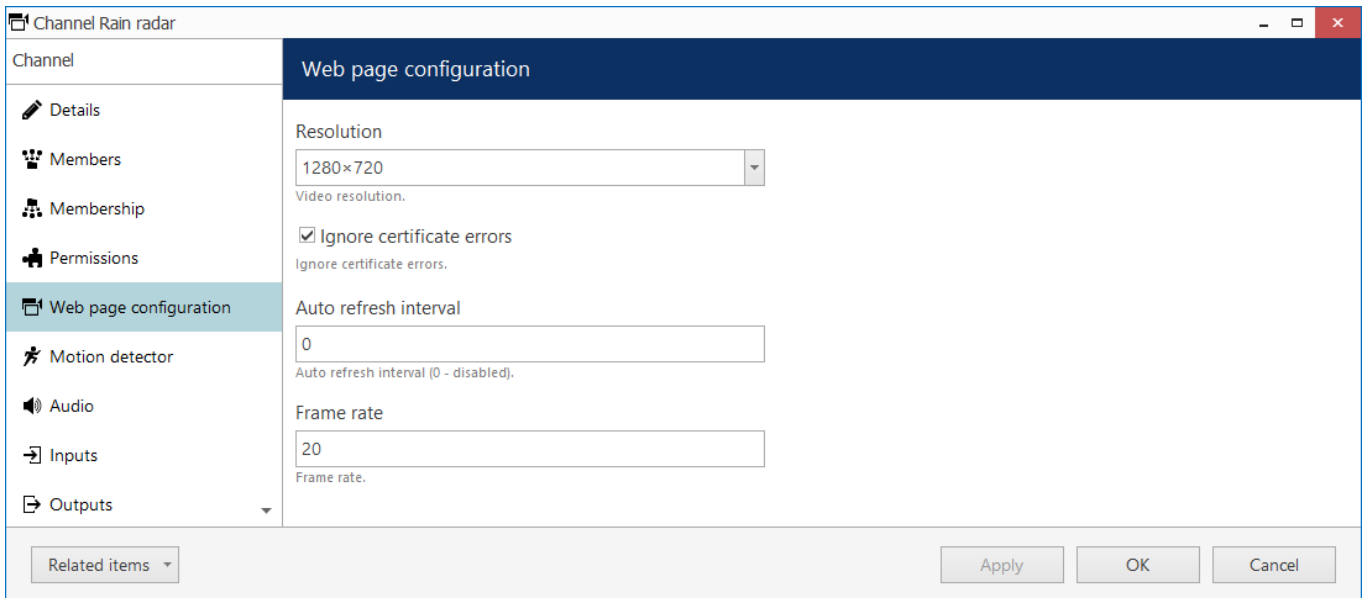 Channel Rain radar
Channel
Details
Members
Membership
Permissions
Web page configuration
Motion detector
Audio
Inputs
Outputs
Web page configuration
Resolution
1280×720
Video resolution.
Ignore certificate errors
Ignore certificate errors.
Auto refresh interval
0
Auto refresh interval (0 - disabled).
Frame rate
20
Frame rate.
Related items
Apply
OK
Cancel